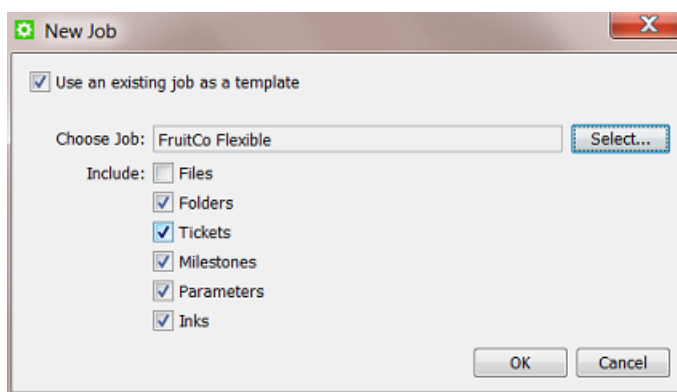 New Job
Use an existing job as a template
Choose Job: FruitCo Flexible Select...
Include: Files
Folders
Tickets
Milestones
Parameters
Inks
OK Cancel